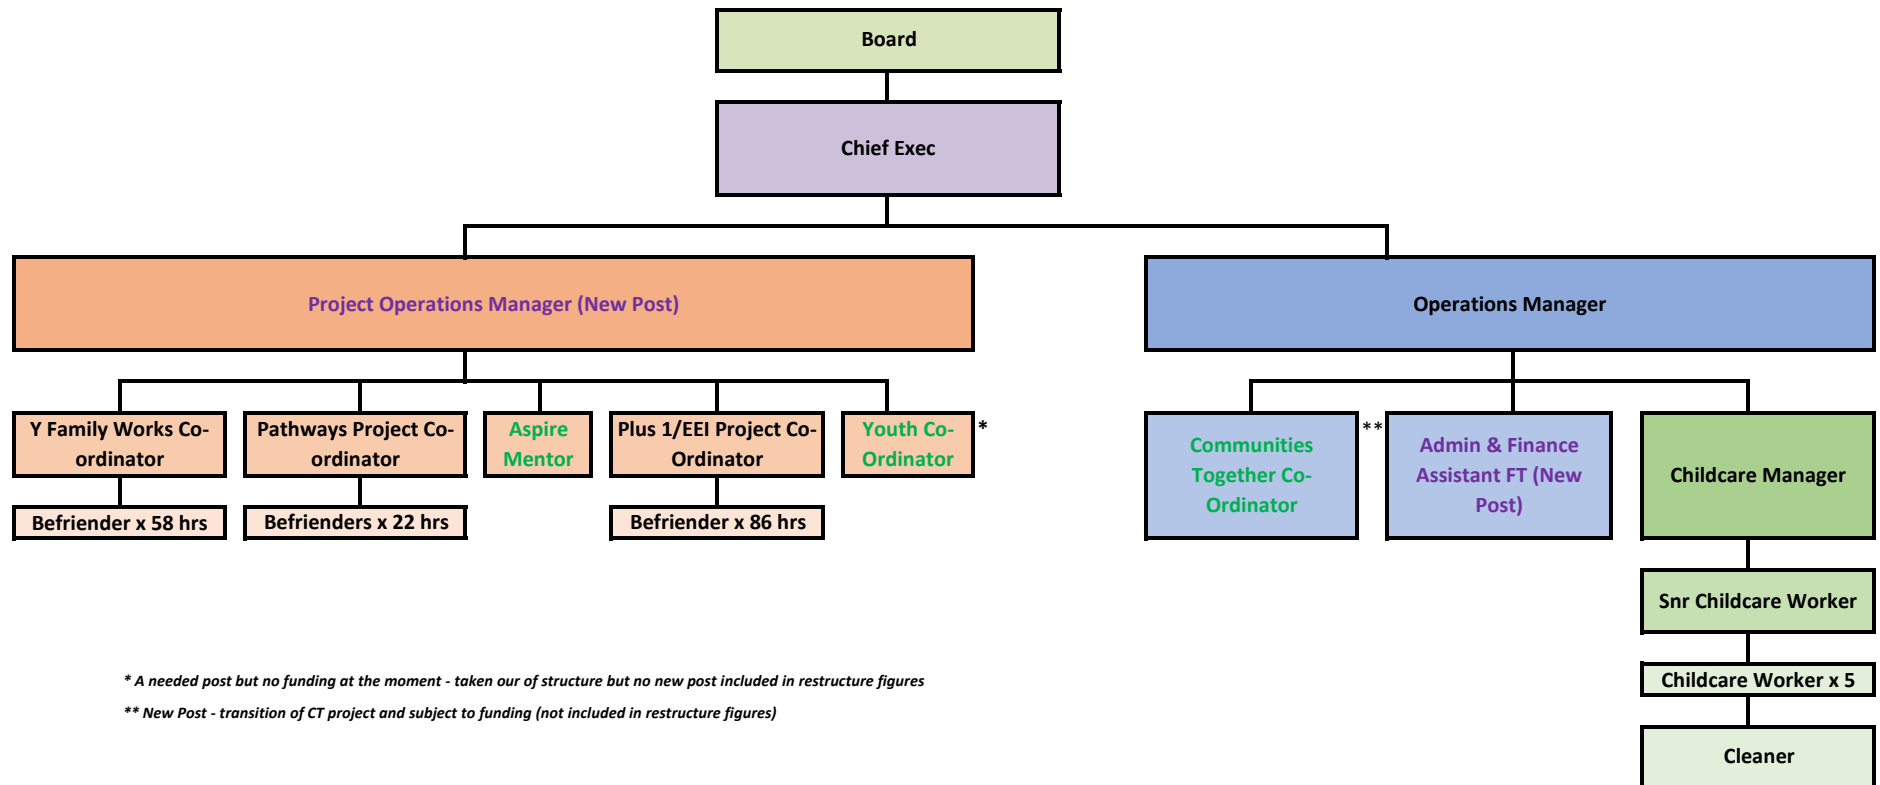 Board
Chief Exec
Project Operations Manager (New Post)
Operations Manager
Y Family Works Co-
ordinator
Pathways Project Co-
ordinator
Aspire
Mentor
Plus 1/EEI Project Co-
Ordinator
Youth Co-
Ordinator
*
Communities
Together Co-
Ordinator
**
Admin & Finance
Assistant FT (New
Post)
Childcare Manager
Befriender x 58 hrs
Befrienders x 22 hrs
Befriender x 86 hrs
Snr Childcare Worker
Childcare Worker x 5
Cleaner
* A needed post but no funding at the moment - taken our of structure but no new post included in restructure figures
** New Post - transition of CT project and subject to funding (not included in restructure figures)